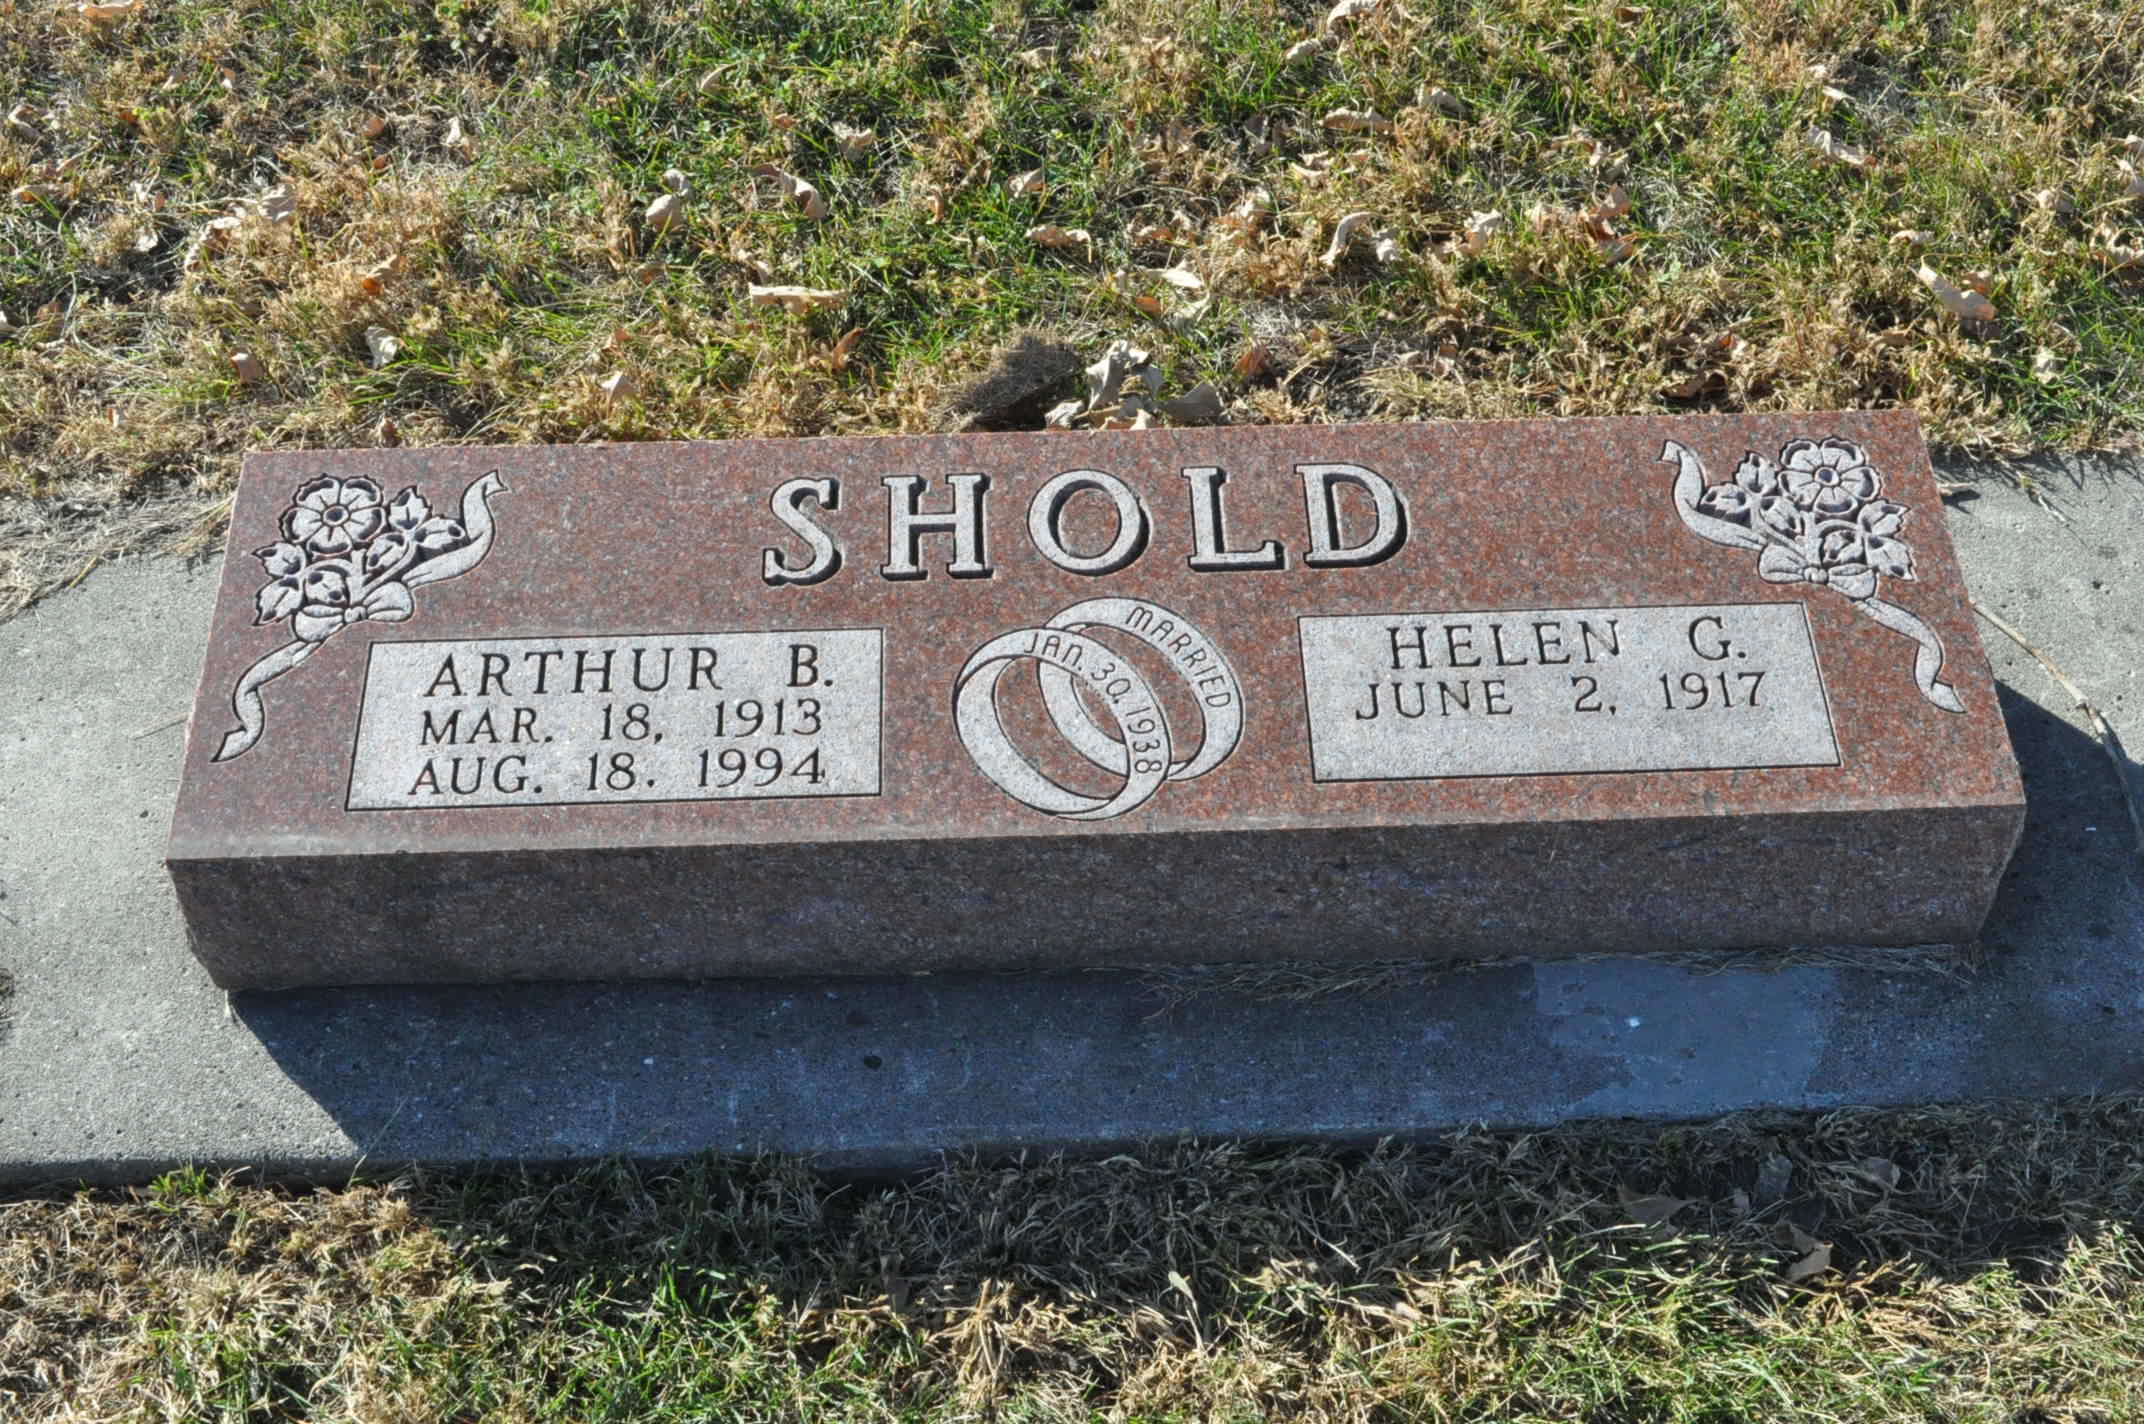 SHOLD
ARTHUR B.
MAR. 18, 1913
AUG. 18. 1994
MARRIED
JAN. 30, 1938
HELEN G.
JUNE 2, 1917